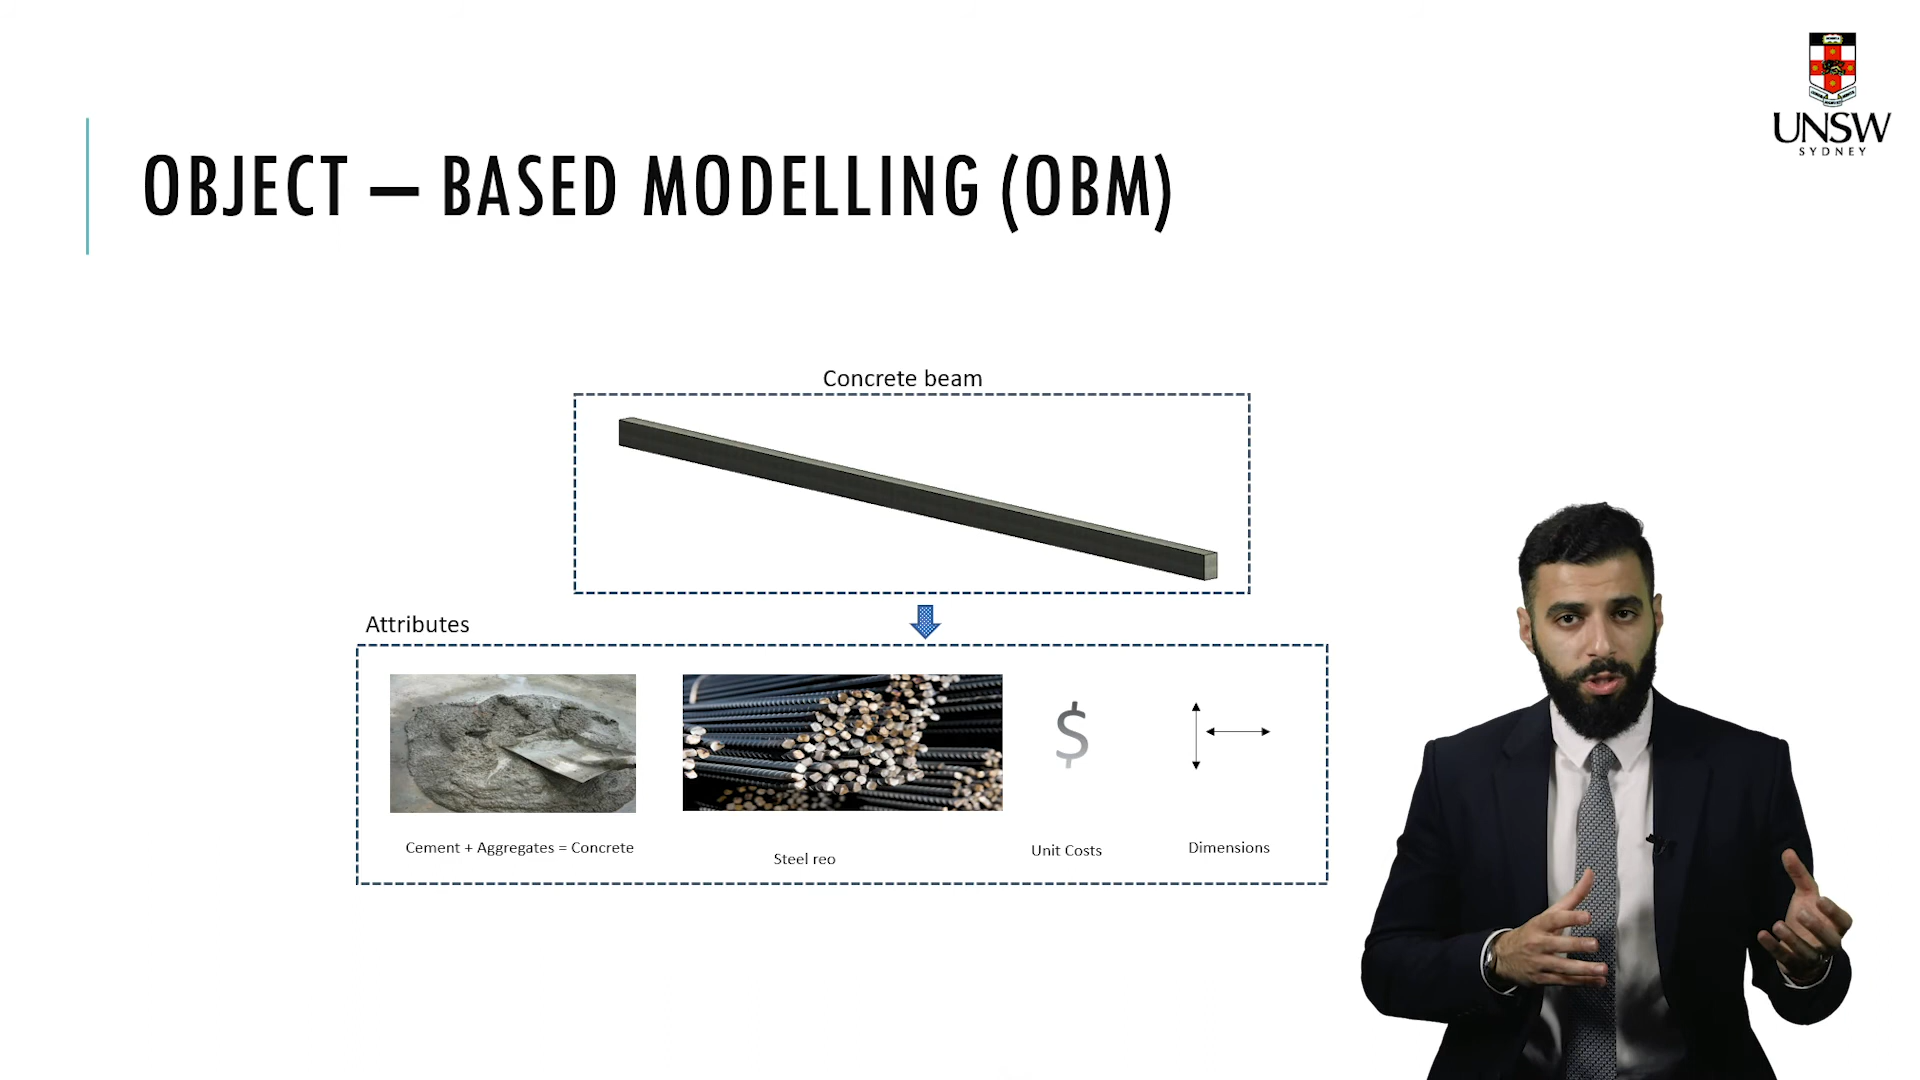 UNSW
SYDNEY
OBJECT – BASED MODELLING (OBM)
Concrete beam
Attributes
$
Cement + Aggregates = Concrete
Steel reo
Unit Costs
Dimensions